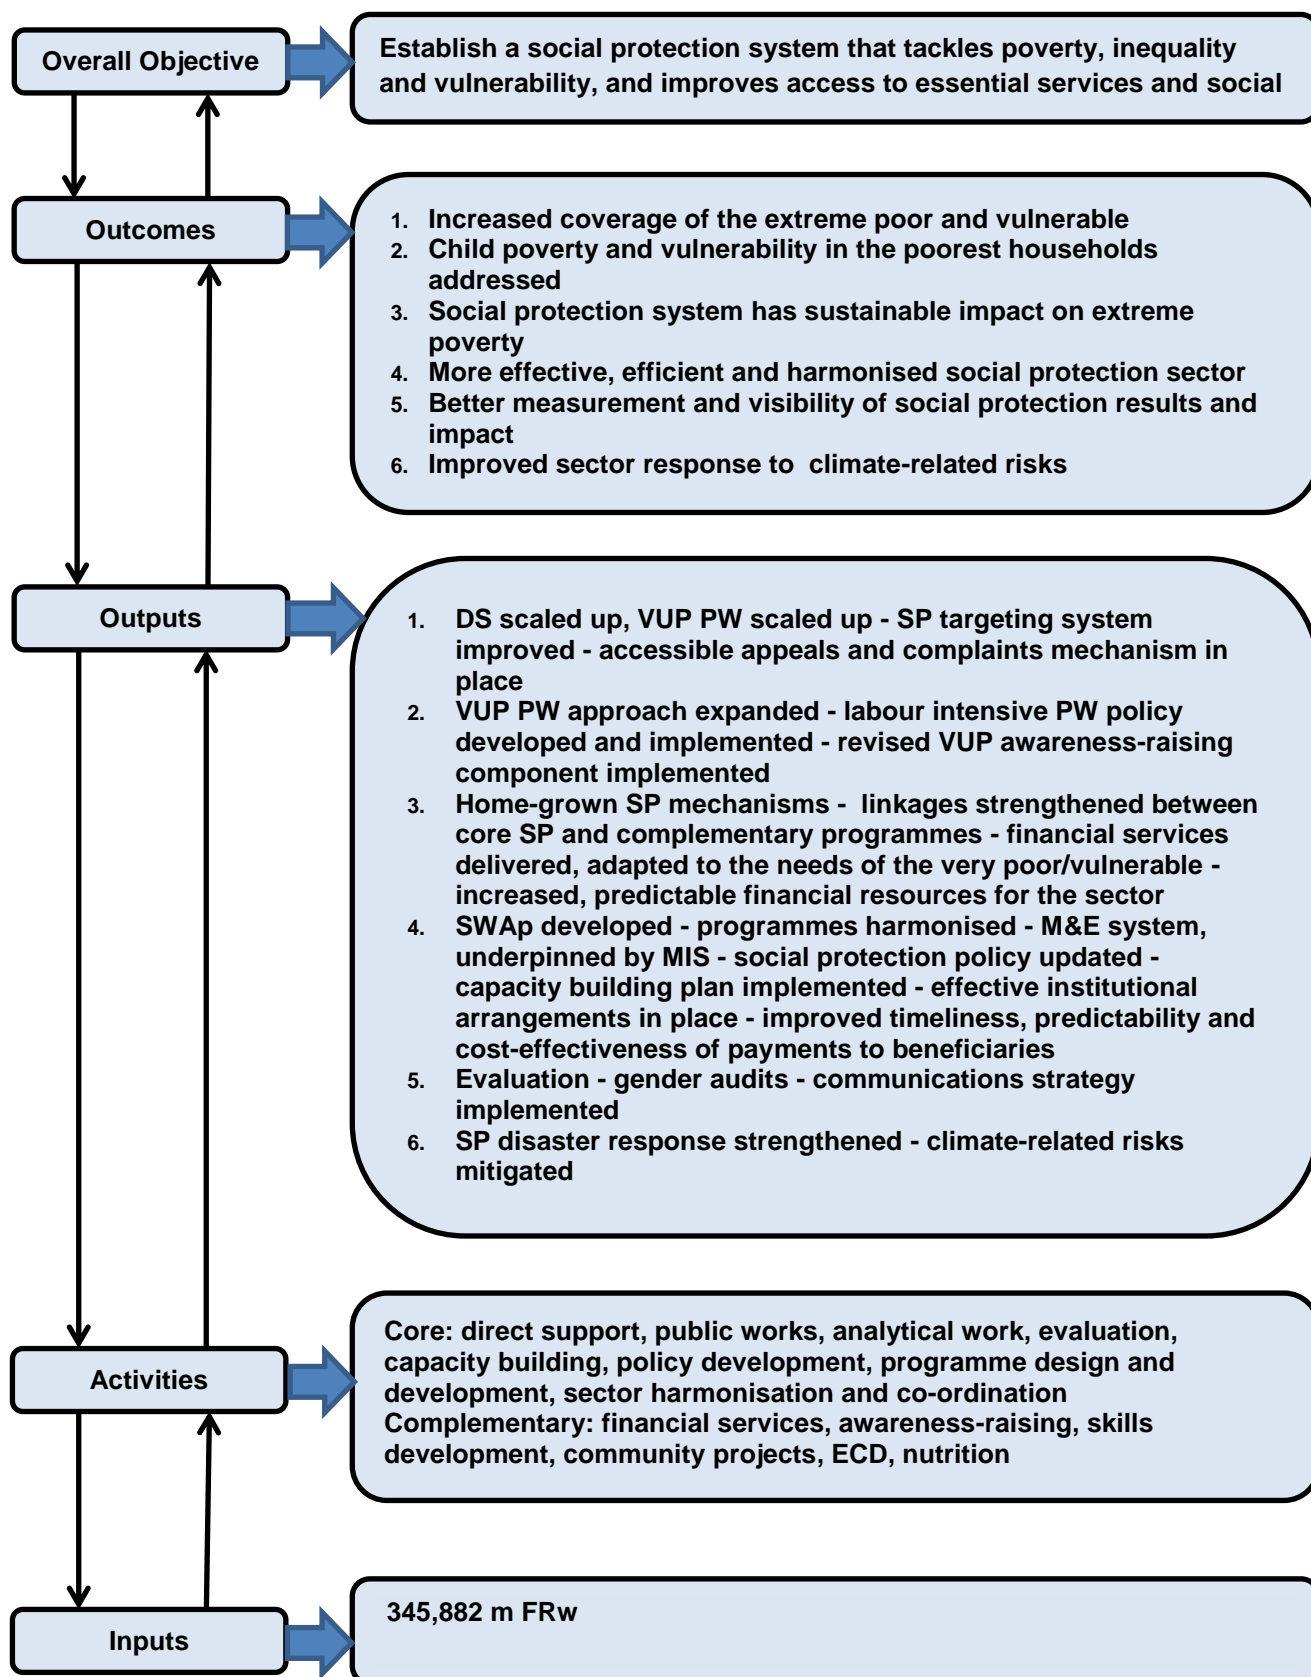 Overall Objective
Establish a social protection system that tackles poverty, inequality
and vulnerability, and improves access to essential services and social
Outcomes
1. Increased coverage of the extreme poor and vulnerable
2. Child poverty and vulnerability in the poorest households
addressed
3. Social protection system has sustainable impact on extreme
poverty
4. More effective, efficient and harmonised social protection sector
5. Better measurement and visibility of social protection results and
impact
6. Improved sector response to climate-related risks
Outputs
1. DS scaled up, VUP PW scaled up - SP targeting system
improved - accessible appeals and complaints mechanism in
place
2. VUP PW approach expanded - labour intensive PW policy
developed and implemented - revised VUP awareness-raising
component implemented
3. Home-grown SP mechanisms - linkages strengthened between
core SP and complementary programmes - financial services
delivered, adapted to the needs of the very poor/vulnerable -
increased, predictable financial resources for the sector
4. SWAp developed - programmes harmonised - M&E system,
underpinned by MIS - social protection policy updated -
capacity building plan implemented - effective institutional
arrangements in place - improved timeliness, predictability and
cost-effectiveness of payments to beneficiaries
5. Evaluation - gender audits - communications strategy
implemented
6. SP disaster response strengthened - climate-related risks
mitigated
Activities
Core: direct support, public works, analytical work, evaluation,
capacity building, policy development, programme design and
development, sector harmonisation and co-ordination
Complementary: financial services, awareness-raising, skills
development, community projects, ECD, nutrition
Inputs
345,882 m FRw